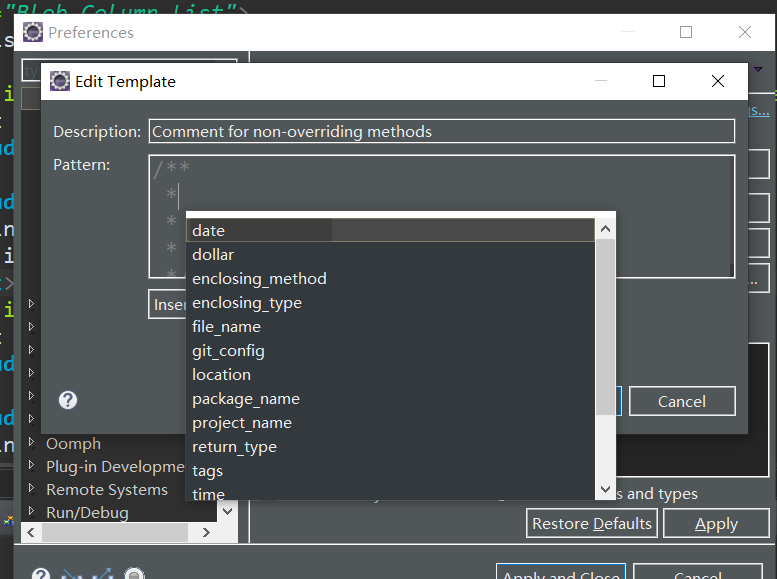 ="Blob_Column_List">
Preferences
Edit Template
Description:
Comment for non-overriding methods
Pattern:
/**
*
*
*
*
date
dollar
enclosing_method
enclosing_type
file_name
git_config
location
package_name
project_name
return_type
tags
time
Inser
Cancel
Oomph
Plug-in Developme
Remote Systems
Run/Debug
s and types
Restore Defaults
Apply
Apply and Close
Cancel